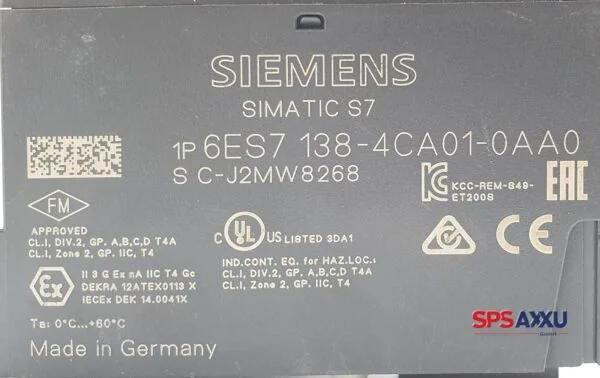 SIEMENS
SIMATIC S7
1P 6ES7 138-4CA01-0AA0
S C-J2MW8268
KCC-REM-S49-
ET200S
EAC
FM
APPROVED
CL.I, DIV.2, GP. A,B,C,D T4A
CL.I, Zone 2, GP. IIC, T4
C UL US LISTED 3DA1
IND. CONT. EQ. for HAZ.LOC.:
CL.I, DIV.2, GP. A,B,C,D T4A
CL.I, Zone 2, GP. IIC, T4
Ex
II 3 G Ex nA IIC T4 Gc
DEKRA 12ATEX0113 X
IECEx DEK 14.0041X
Ta: 0°C...+60°C
Made in Germany
SPSAXXU
GmbH